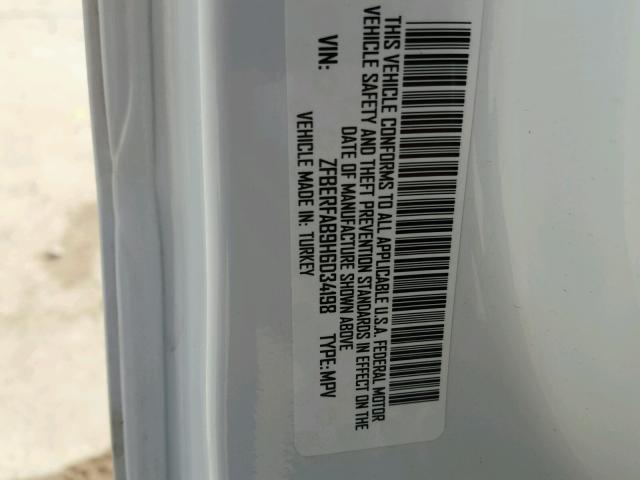 THIS VEHICLE CONFORMS TO ALL APPLICABLE U.S.A. FEDERAL MOTOR
VEHICLE SAFETY AND THEFT PREVENTION STANDARDS IN EFFECT ON THE
DATE OF MANUFACTURE SHOWN ABOVE
VIN: ZFBERFAB9H6D34198 TYPE:MPV
VEHICLE MADE IN: TURKEY